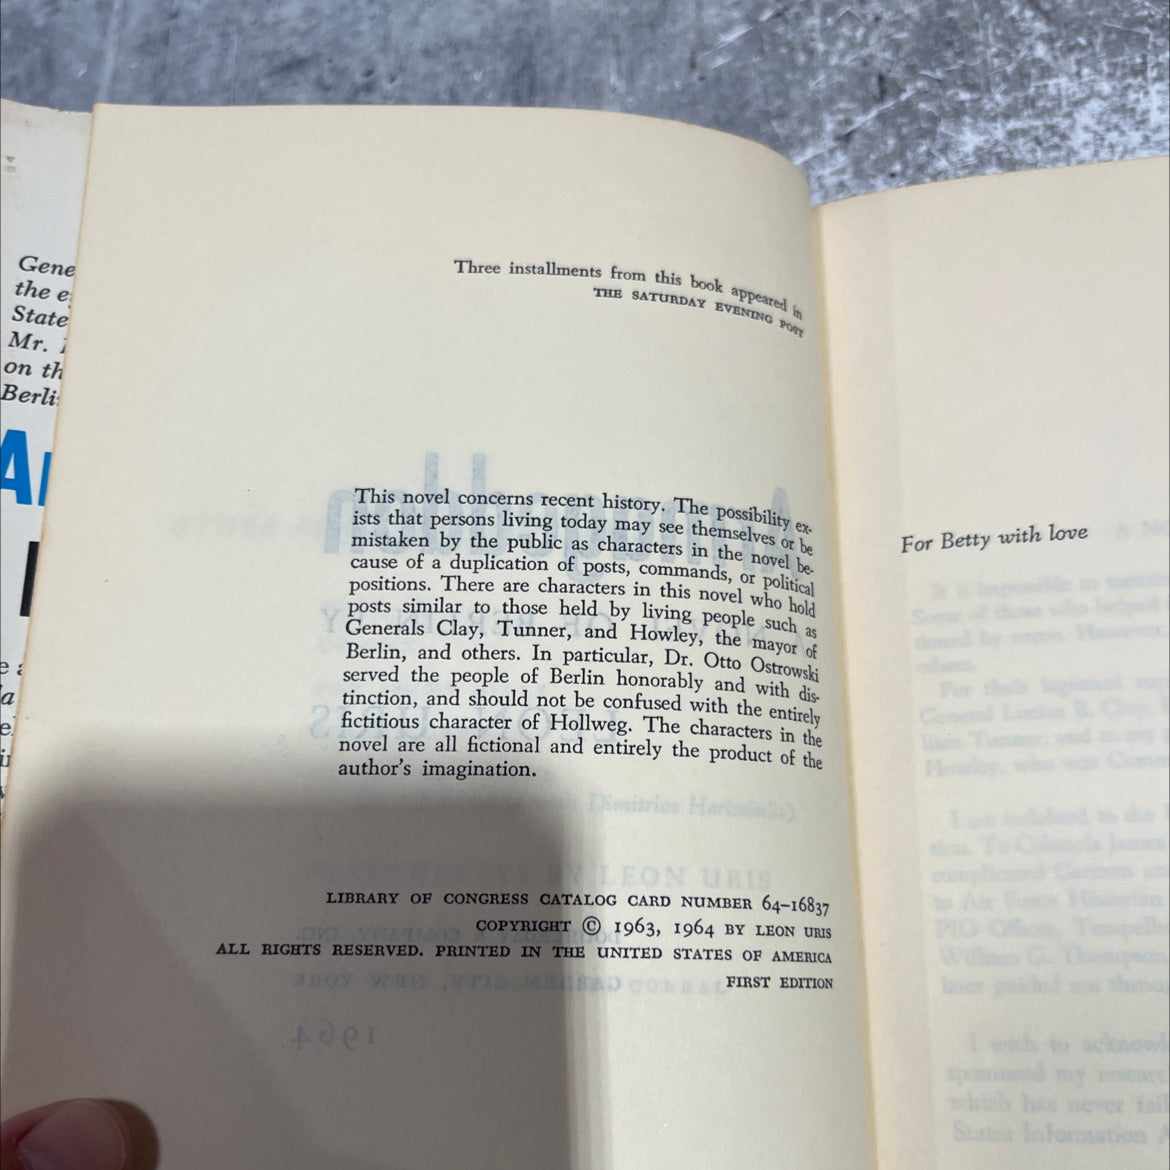 Gene
the e
State
Mr.
on th
Berli
Three installments from this book appeared in
THE SATURDAY EVENING POST
This novel concerns recent history. The possibility ex-
ists that persons living today may see themselves or be
mistaken by the public as characters in the novel be-
cause of a duplication of posts, commands, or political
positions. There are characters in this novel who hold
posts similar to those held by living people such as
Generals Clay, Tunner, and Howley, the mayor of
Berlin, and others. In particular, Dr. Otto Ostrowski
served the people of Berlin honorably and with dis-
tinction, and should not be confused with the entirely
fictitious character of Hollweg. The characters in the
novel are all fictional and entirely the product of the
author's imagination.
LIBRARY OF CONGRESS CATALOG CARD NUMBER 64–16837
COPYRIGHT © 1963, 1964 BY LEON URIS
ALL RIGHTS RESERVED. PRINTED IN THE UNITED STATES OF AMERICA
FIRST EDITION
For Betty with love